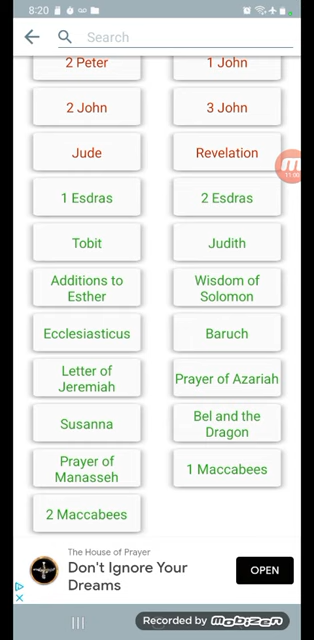 8:20
Search
2 Peter
1 John
2 John
3 John
Jude
Revelation
11:00
1 Esdras
2 Esdras
Tobit
Judith
Additions to
Esther
Wisdom of
Solomon
Ecclesiasticus
Baruch
Letter of
Jeremiah
Prayer of Azariah
Susanna
Bel and the
Dragon
Prayer of
Manasseh
1 Maccabees
2 Maccabees
The House of Prayer
Don't Ignore Your
Dreams
OPEN
Recorded by MOBIZEN